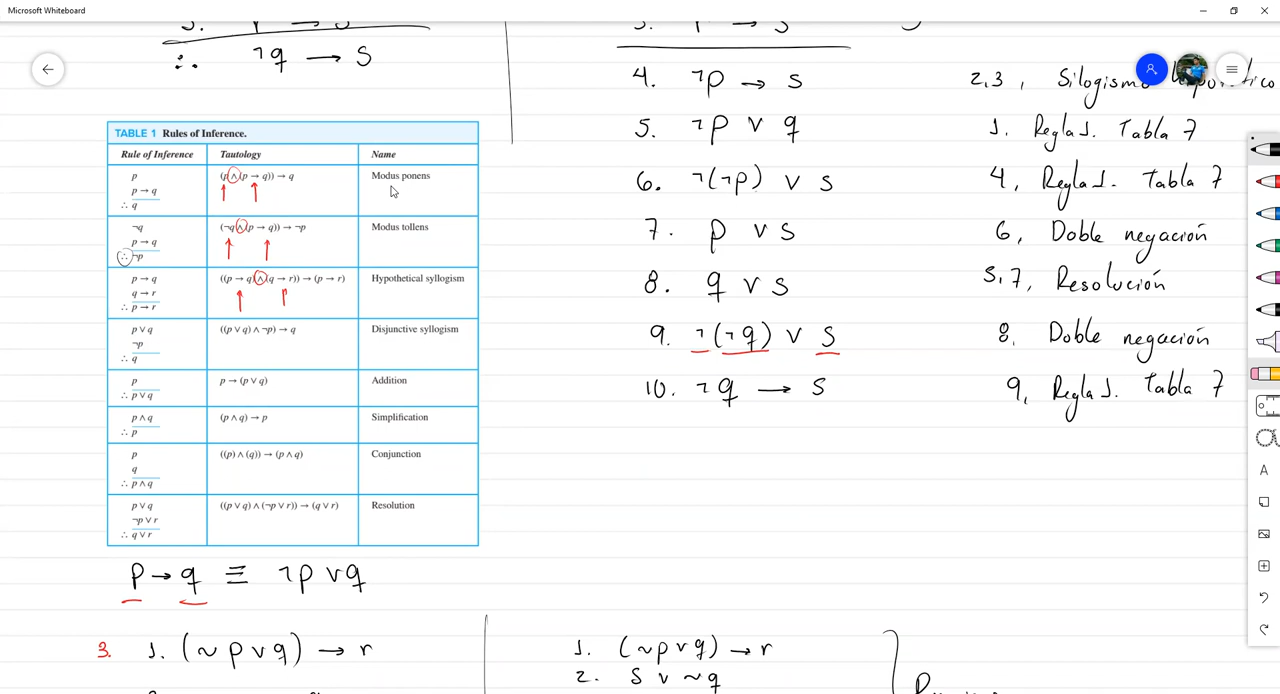 Microsoft Whiteboard
∴ ¬q → s
4. ¬p → s 2,3, Silogismo
5. ¬p ∨ q 1. Regla 1. Tabla 7
6. ¬(¬p) ∨ s 4, Regla 1. Tabla 7
7. p ∨ s 6, Doble negación
8. q ∨ s 5,7, Resolución
9. ¬(¬q) ∨ s 8. Doble negación
10. ¬q → s 9, Regla 1. Tabla 7
TABLE 1 Rules of Inference.
Rule of Inference Tautology Name
p
p → q
∴ q
(p ∧ (p → q)) → q
Modus ponens
¬q
p → q
∴ ¬p
(¬q ∧ (p → q)) → ¬p
Modus tollens
p → q
q → r
∴ p → r
((p → q) ∧ (q → r)) → (p → r)
Hypothetical syllogism
p ∨ q
¬p
∴ q
((p ∨ q) ∧ ¬p) → q
Disjunctive syllogism
p
∴ p ∨ q
p → (p ∨ q)
Addition
p ∧ q
∴ p
(p ∧ q) → p
Simplification
p
q
∴ p ∧ q
((p) ∧ (q)) → (p ∧ q)
Conjunction
p ∨ q
¬p ∨ r
∴ q ∨ r
((p ∨ q) ∧ (¬p ∨ r)) → (q ∨ r)
Resolution
p → q ≡ ¬p ∨ q
3. 1. (~p ∨ q) → r
1. (~p ∨ q) → r
2. s ∨ ~q